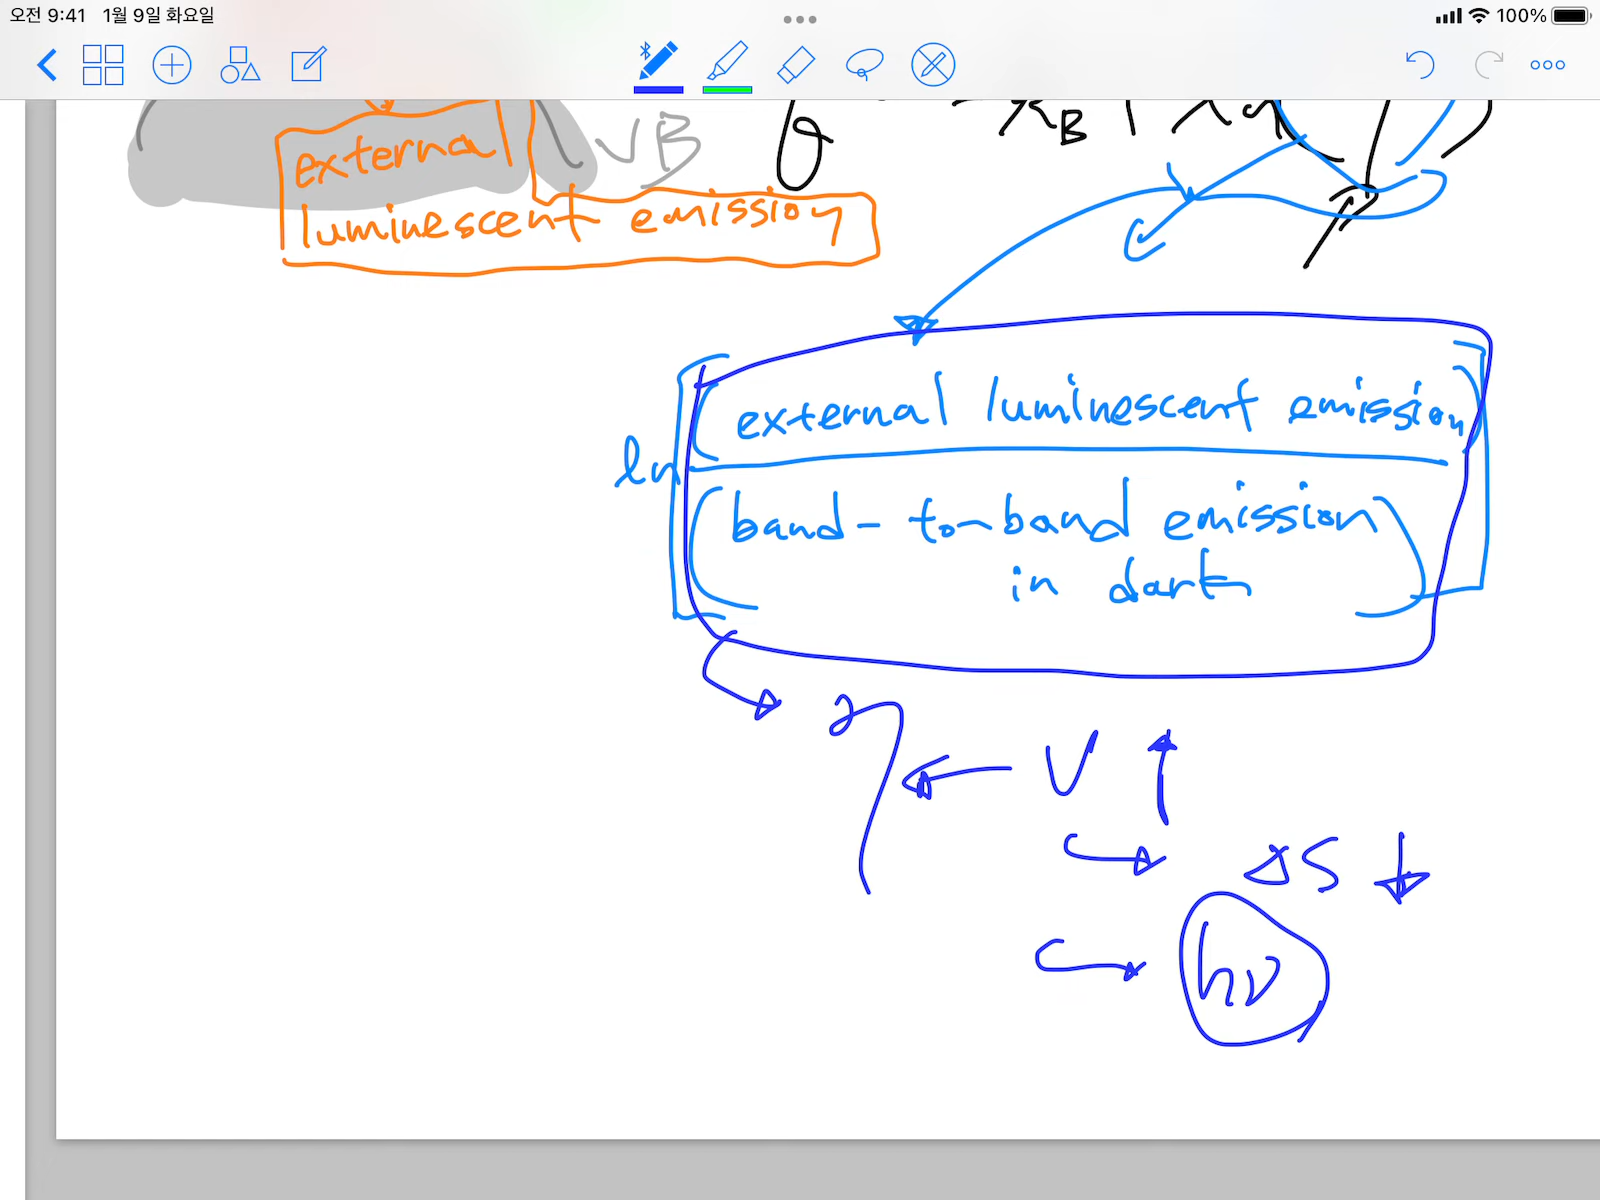 오전 9:41 1월 9일 화요일 100%
external VB
luminescent emission
ln
external luminescent emission
band-to-band emission
in dark
η V ↑
ΔS ↓
hν